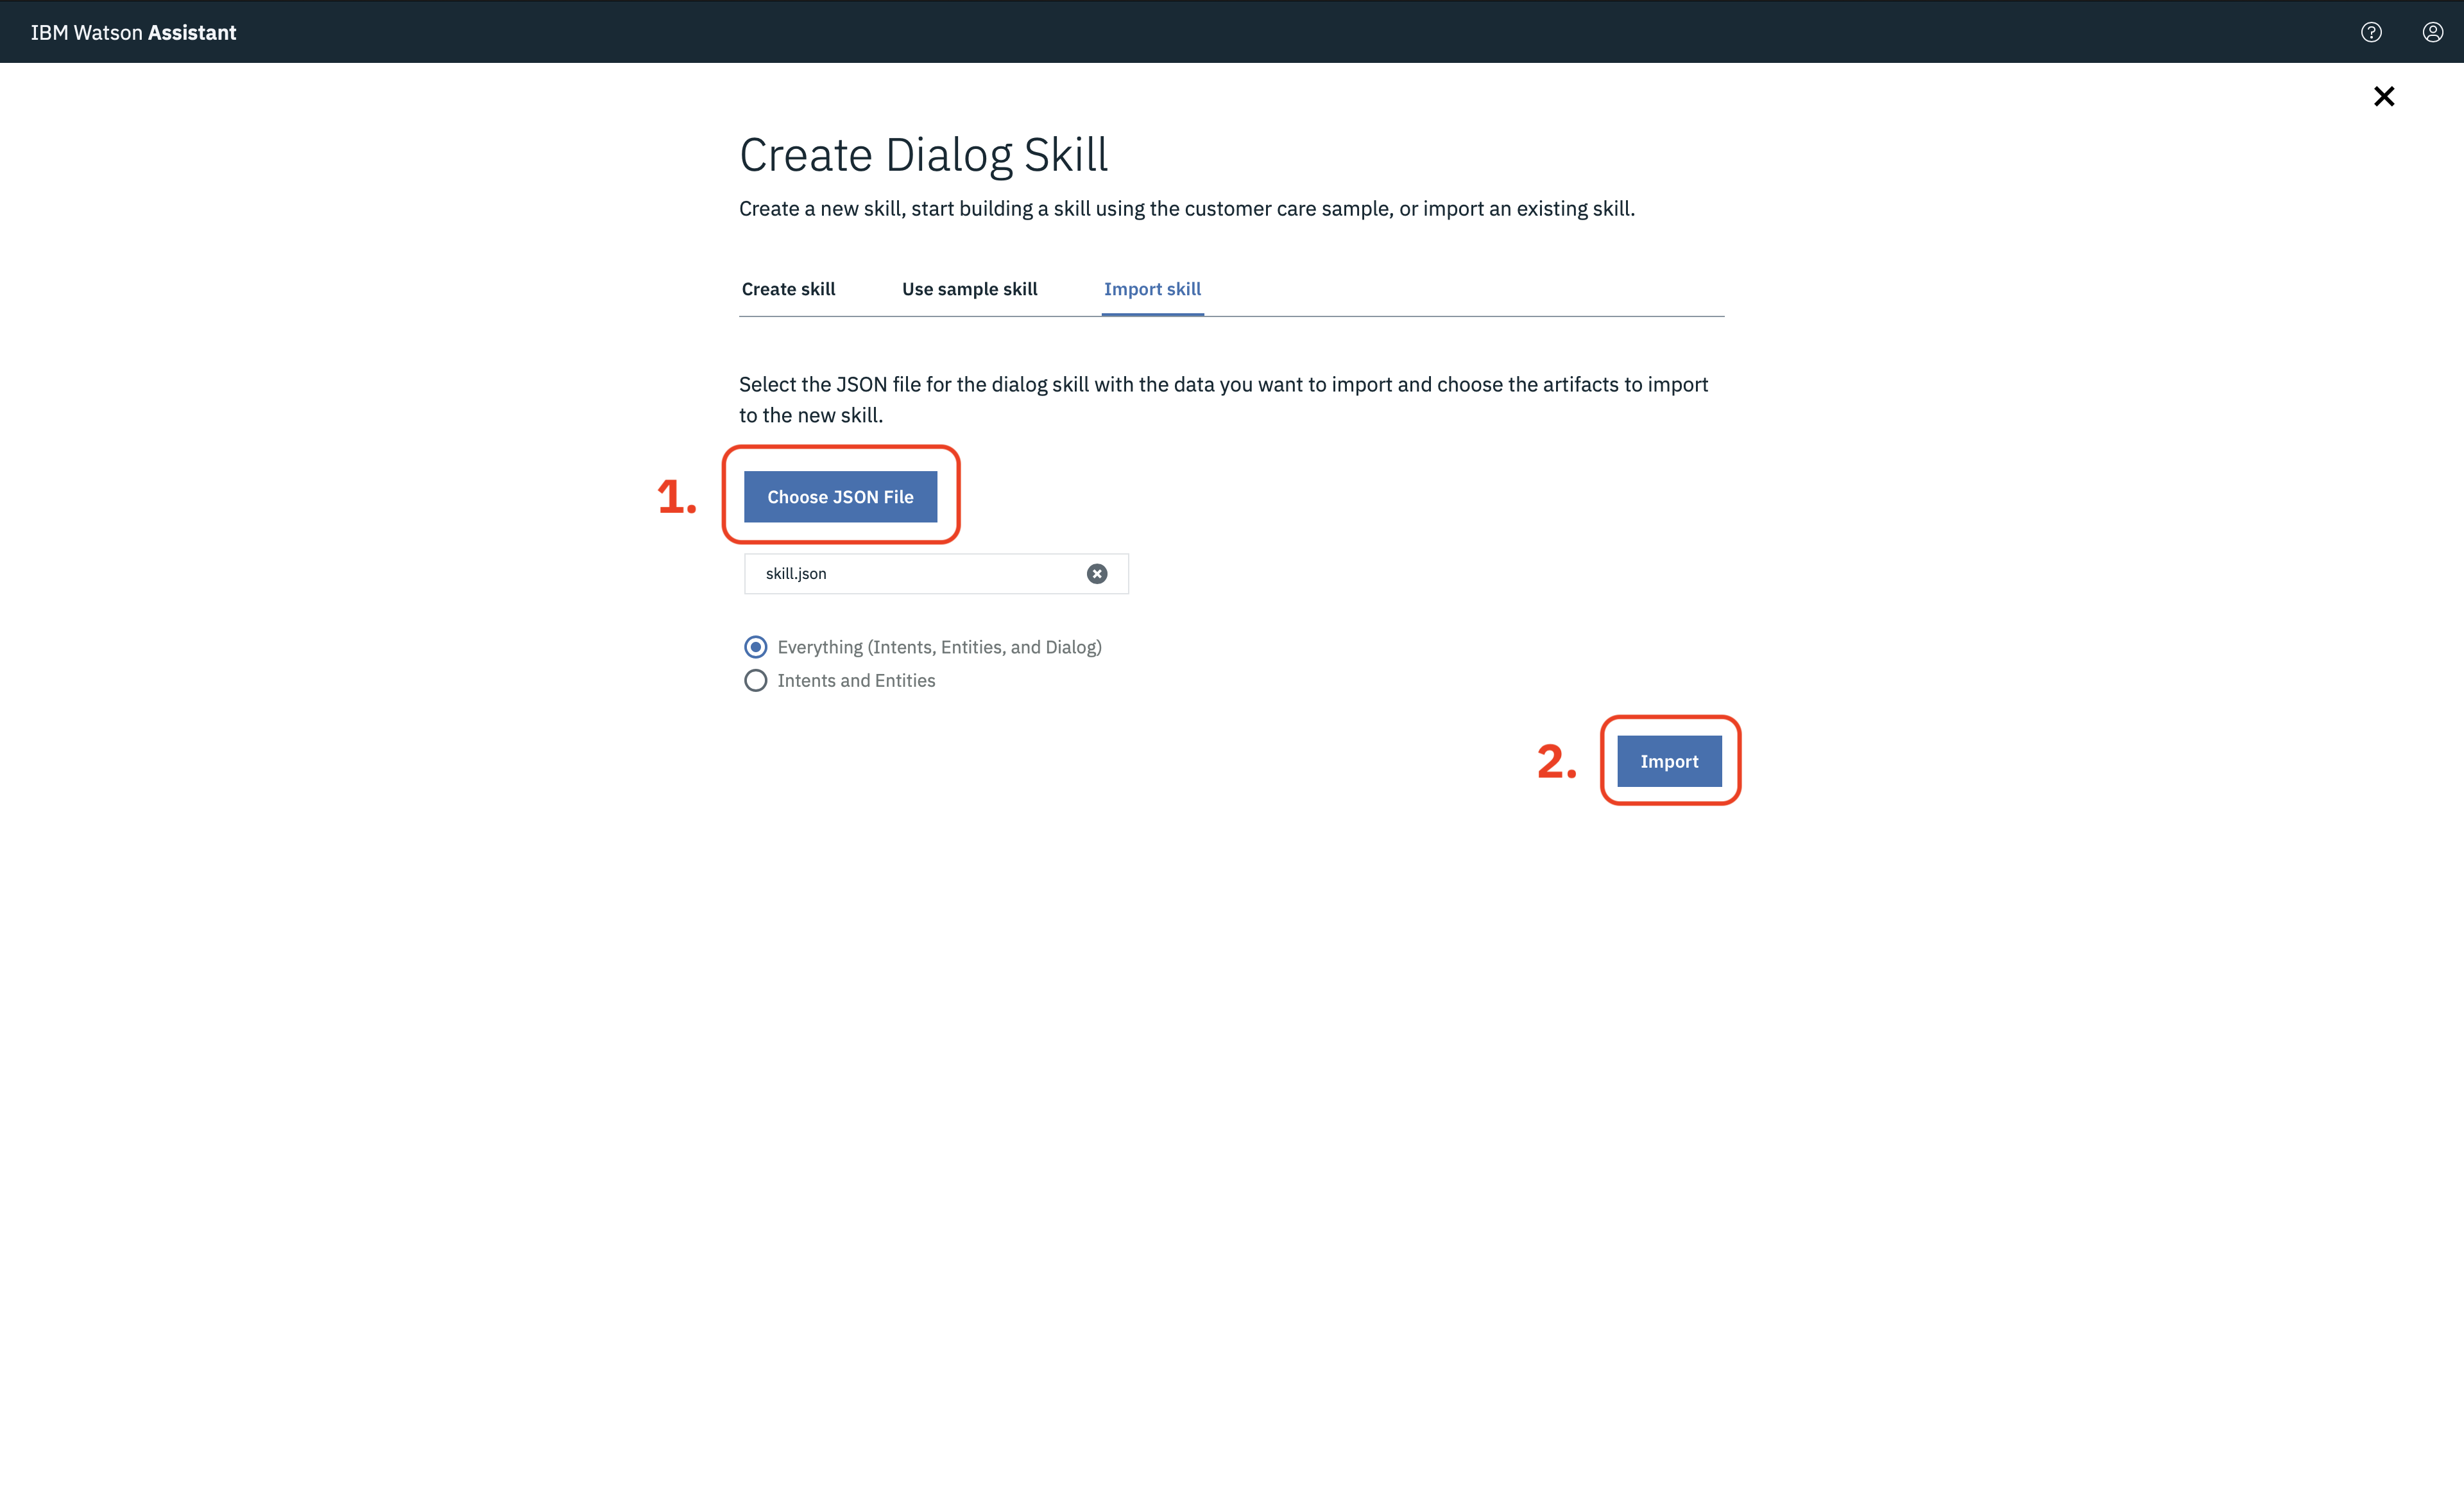 IBM Watson Assistant
Create Dialog Skill
Create a new skill, start building a skill using the customer care sample, or import an existing skill.
Create skill Use sample skill Import skill
Select the JSON file for the dialog skill with the data you want to import and choose the artifacts to import
to the new skill.
1. Choose JSON File
skill.json
Everything (Intents, Entities, and Dialog)
Intents and Entities
2. Import